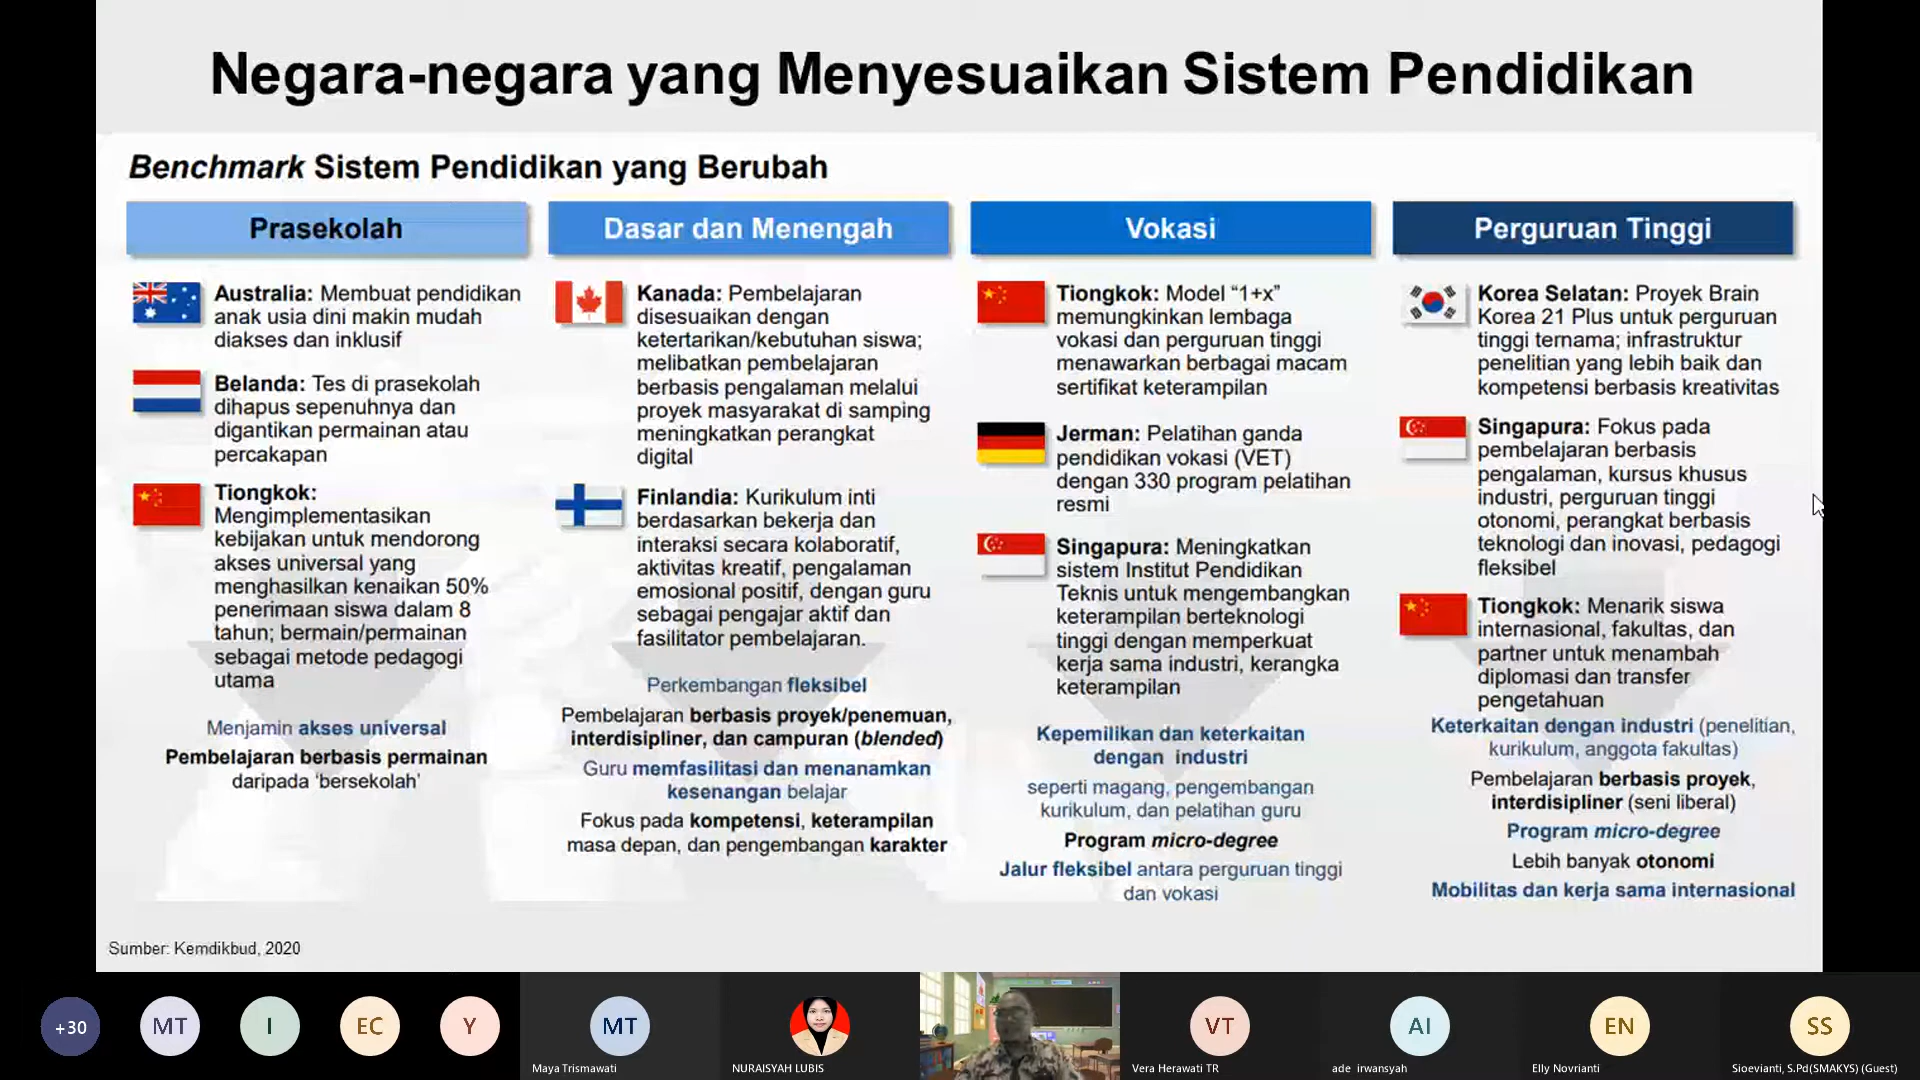 Negara-negara yang Menyesuaikan Sistem Pendidikan
Benchmark Sistem Pendidikan yang Berubah
Prasekolah
Australia: Membuat pendidikan
anak usia dini makin mudah
diakses dan inklusif
Belanda: Tes di prasekolah
dihapus sepenuhnya dan
digantikan permainan atau
percakapan
Tiongkok:
Mengimplementasikan
kebijakan untuk mendorong
akses universal yang
menghasilkan kenaikan 50%
penerimaan siswa dalam 8
tahun; bermain/permainan
sebagai metode pedagogi
utama
Menjamin akses universal
Pembelajaran berbasis permainan
daripada ‘bersekolah’
Dasar dan Menengah
Kanada: Pembelajaran
disesuaikan dengan
ketertarikan/kebutuhan siswa;
melibatkan pembelajaran
berbasis pengalaman melalui
proyek masyarakat di samping
meningkatkan perangkat
digital
Finlandia: Kurikulum inti
berdasarkan bekerja dan
interaksi secara kolaboratif,
aktivitas kreatif, pengalaman
emosional positif, dengan guru
sebagai pengajar aktif dan
fasilitator pembelajaran.
Perkembangan fleksibel
Pembelajaran berbasis proyek/penemuan,
interdisipliner, dan campuran (blended)
Guru memfasilitasi dan menanamkan
kesenangan belajar
Fokus pada kompetensi, keterampilan
masa depan, dan pengembangan karakter
Vokasi
Tiongkok: Model “1+x”
memungkinkan lembaga
vokasi dan perguruan tinggi
menawarkan berbagai macam
sertifikat keterampilan
Jerman: Pelatihan ganda
pendidikan vokasi (VET)
dengan 330 program pelatihan
resmi
Singapura: Meningkatkan
sistem Institut Pendidikan
Teknis untuk mengembangkan
keterampilan berteknologi
tinggi dengan memperkuat
kerja sama industri, kerangka
keterampilan
Kepemilikan dan keterkaitan
dengan industri
seperti magang, pengembangan
kurikulum, dan pelatihan guru
Program micro-degree
Jalur fleksibel antara perguruan tinggi
dan vokasi
Perguruan Tinggi
Korea Selatan: Proyek Brain
Korea 21 Plus untuk perguruan
tinggi ternama; infrastruktur
penelitian yang lebih baik dan
kompetensi berbasis kreativitas
Singapura: Fokus pada
pembelajaran berbasis
pengalaman, kursus khusus
industri, perguruan tinggi
otonomi, perangkat berbasis
teknologi dan inovasi, pedagogi
fleksibel
Tiongkok: Menarik siswa
internasional, fakultas, dan
partner untuk menambah
diplomasi dan transfer
pengetahuan
Keterkaitan dengan industri (penelitian,
kurikulum, anggota fakultas)
Pembelajaran berbasis proyek,
interdisipliner (seni liberal)
Program micro-degree
Lebih banyak otonomi
Mobilitas dan kerja sama internasional
Sumber: Kemdikbud, 2020
+30
MT
I
EC
Y
MT
Maya Trismawati
NURAISYAH LUBIS
VT
Vera Herawati TR
AI
ade irwansyah
EN
Elly Novrianti
SS
Sioevianti, S.Pd(SMAKYS) (Guest)